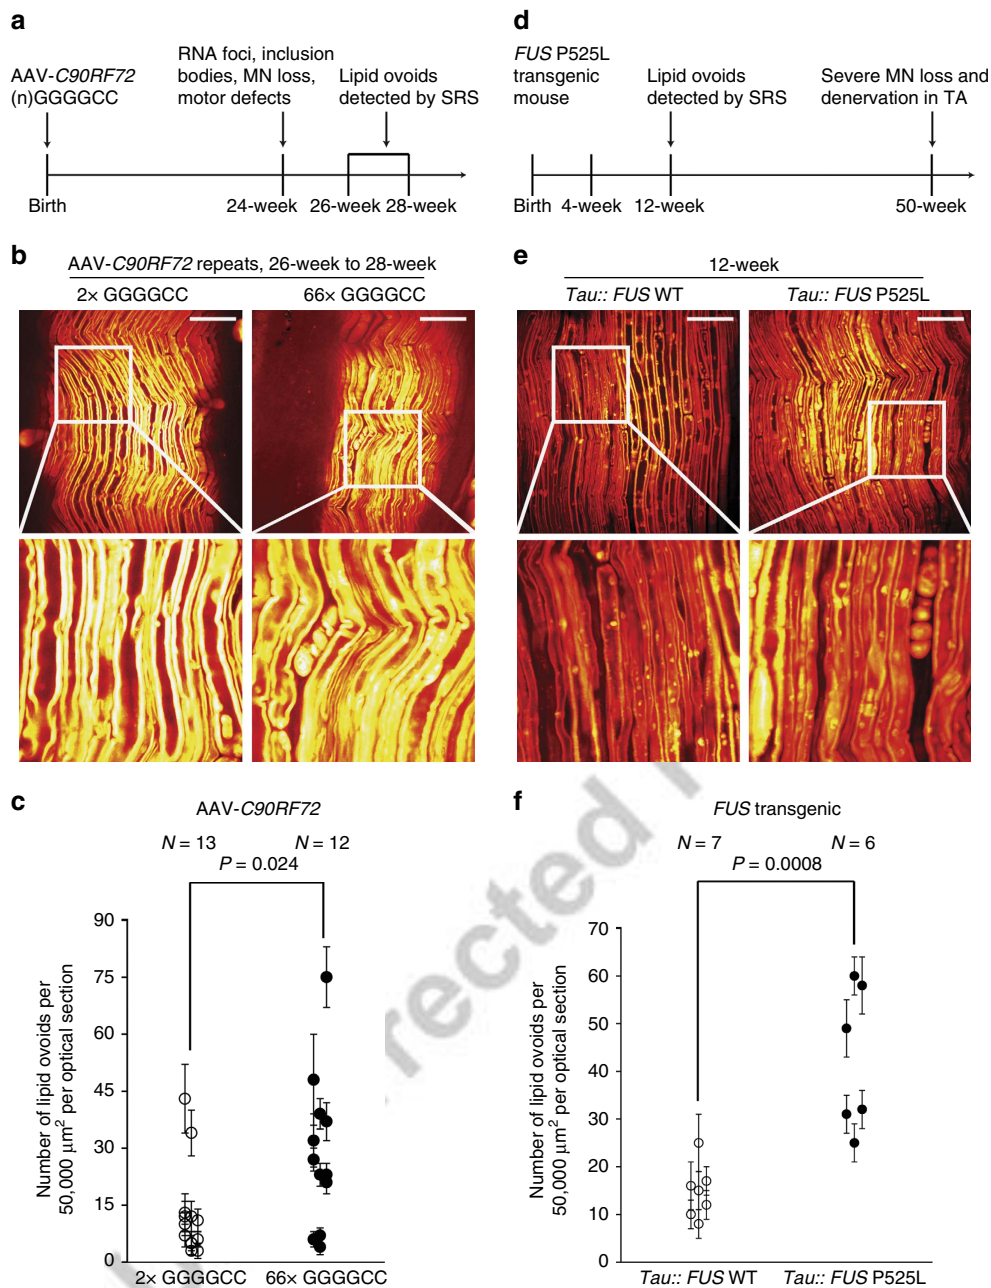 a
AAV-C90RF72
(n)GGGGCC
RNA foci, inclusion
bodies, MN loss,
motor defects
Lipid ovoids
detected by SRS
Birth
24-week
26-week
28-week
d
FUS P525L
transgenic
mouse
Lipid ovoids
detected by SRS
Severe MN loss and
denervation in TA
Birth
4-week
12-week
50-week
b
AAV-C90RF72 repeats, 26-week to 28-week
2× GGGGCC
66× GGGGCC
e
12-week
Tau:: FUS WT
Tau:: FUS P525L
c
AAV-C90RF72
N = 13
N = 12
P = 0.024
Number of lipid ovoids per
50,000 μm² per optical section
90
75
60
45
30
15
0
2× GGGGCC
66× GGGGCC
f
FUS transgenic
N = 7
N = 6
P = 0.0008
Number of lipid ovoids per
50,000 μm² per optical section
70
60
50
40
30
20
10
0
Tau:: FUS WT
Tau:: FUS P525L